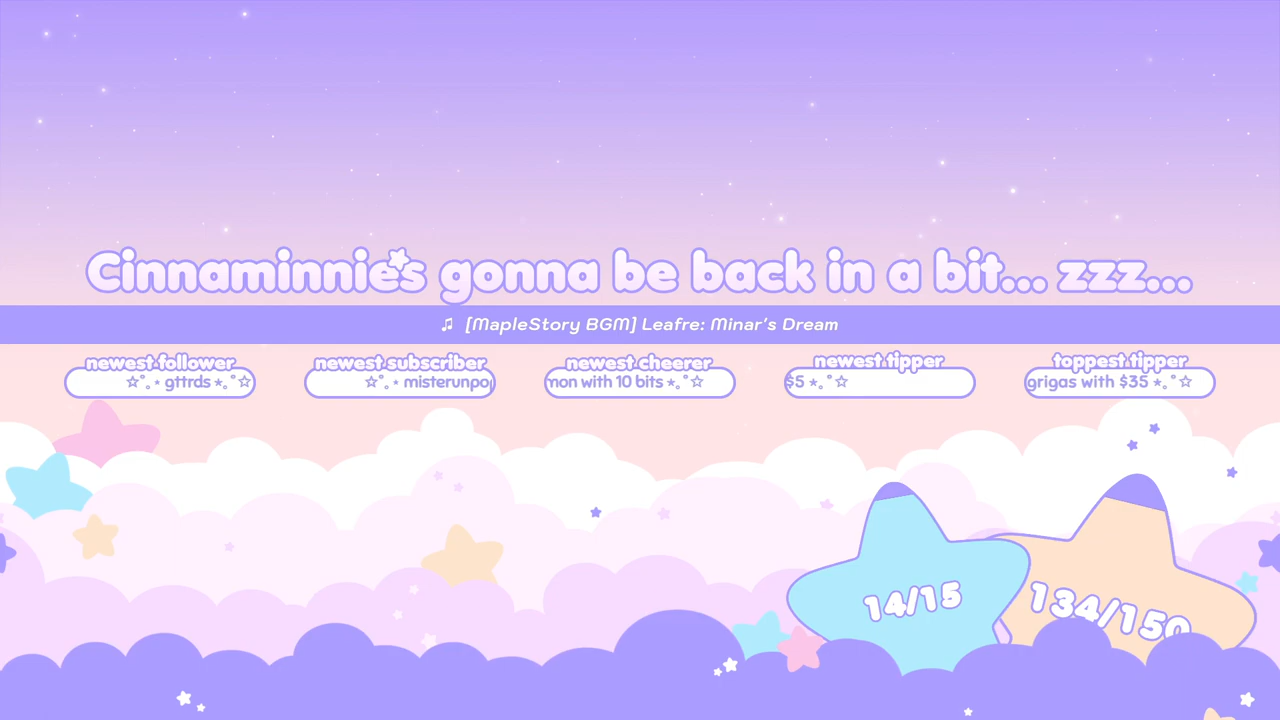 Cinnaminnie's gonna be back in a bit... zzz...
♫ [MapleStory BGM] Leafre: Minar's Dream
newest follower newest subscriber newest cheerer newest tipper toppest tipper
☆˚｡⋆ gttrds ⋆｡˚☆ ☆˚｡⋆ misterunpo mon with 10 bits ⋆｡˚☆ $5 ⋆｡˚☆ grigas with $35 ⋆｡˚☆
14/15
134/150